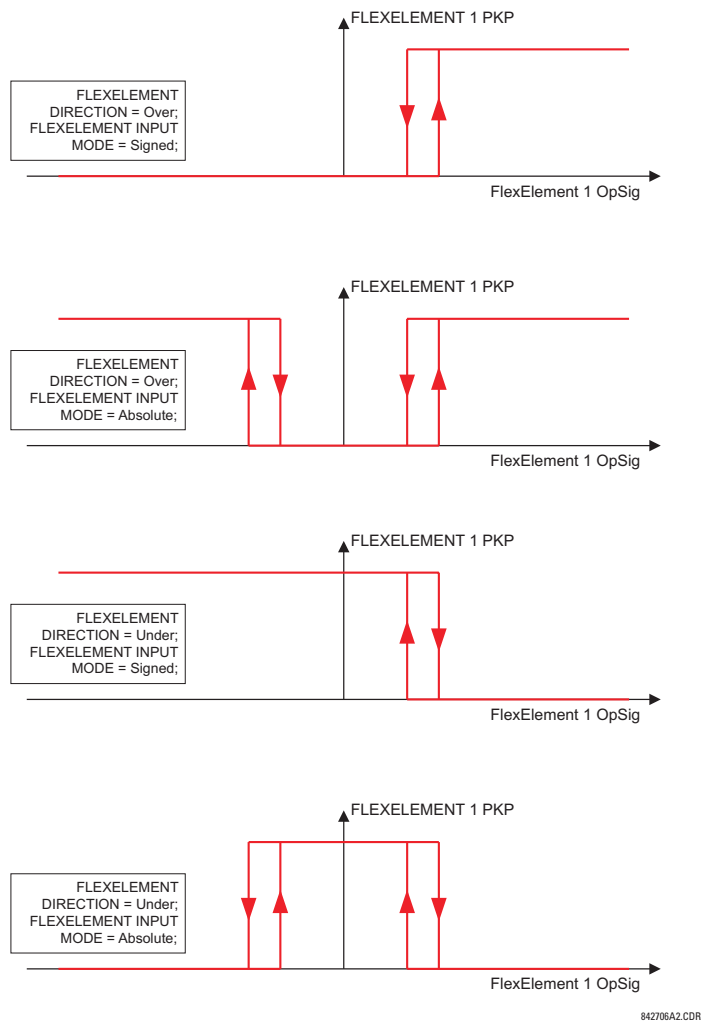 FLEXELEMENT 1 PKP
FLEXELEMENT
DIRECTION = Over;
FLEXELEMENT INPUT
MODE = Signed;
FlexElement 1 OpSig
FLEXELEMENT 1 PKP
FLEXELEMENT
DIRECTION = Over;
FLEXELEMENT INPUT
MODE = Absolute;
FlexElement 1 OpSig
FLEXELEMENT 1 PKP
FLEXELEMENT
DIRECTION = Under;
FLEXELEMENT INPUT
MODE = Signed;
FlexElement 1 OpSig
FLEXELEMENT 1 PKP
FLEXELEMENT
DIRECTION = Under;
FLEXELEMENT INPUT
MODE = Absolute;
FlexElement 1 OpSig
842706A2.CDR